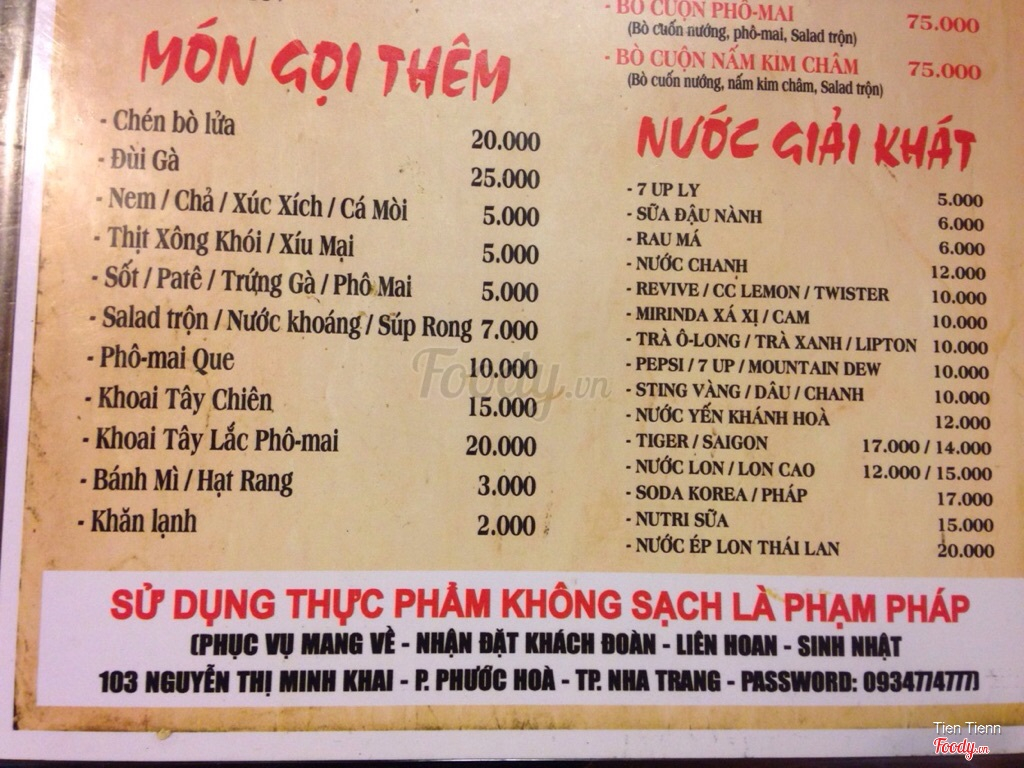 MÓN GỌI THÊM
- Chén bò lửa 20.000
- Đùi Gà 25.000
- Nem / Chả / Xúc Xích / Cá Mòi 5.000
- Thịt Xông Khói / Xíu Mại 5.000
- Sốt / Patê / Trứng Gà / Phô Mai 5.000
- Salad trộn / Nước khoáng / Súp Rong 7.000
- Phô-mai Que 10.000
- Khoai Tây Chiên 15.000
- Khoai Tây Lắc Phô-mai 20.000
- Bánh Mì / Hạt Rang 3.000
- Khăn lạnh 2.000
- BÒ CUỘN PHÔ-MAI 75.000
(Bò cuốn nướng, phô-mai, Salad trộn)
- BÒ CUỘN NẤM KIM CHÂM 75.000
(Bò cuốn nướng, nấm kim châm, Salad trộn)
NƯỚC GIẢI KHÁT
- 7 UP LY 5.000
- SỮA ĐẬU NÀNH 6.000
- RAU MÁ 6.000
- NƯỚC CHANH 12.000
- REVIVE / CC LEMON / TWISTER 10.000
- MIRINDA XÁ XỊ / CAM 10.000
- TRÀ Ô-LONG / TRÀ XANH / LIPTON 10.000
- PEPSI / 7 UP / MOUNTAIN DEW 10.000
- STING VÀNG / DÂU / CHANH 10.000
- NƯỚC YẾN KHÁNH HOÀ 12.000
- TIGER / SAIGON 17.000 / 14.000
- NƯỚC LON / LON CAO 12.000 / 15.000
- SODA KOREA / PHÁP 17.000
- NUTRI SỮA 15.000
- NƯỚC ÉP LON THÁI LAN 20.000
SỬ DỤNG THỰC PHẨM KHÔNG SẠCH LÀ PHẠM PHÁP
(PHỤC VỤ MANG VỀ - NHẬN ĐẶT KHÁCH ĐOÀN - LIÊN HOAN - SINH NHẬT
103 NGUYỄN THỊ MINH KHAI - P. PHƯỚC HOÀ - TP. NHA TRANG - PASSWORD: 0934774777)
Foody.vn
Tien Tienn
Foody.vn